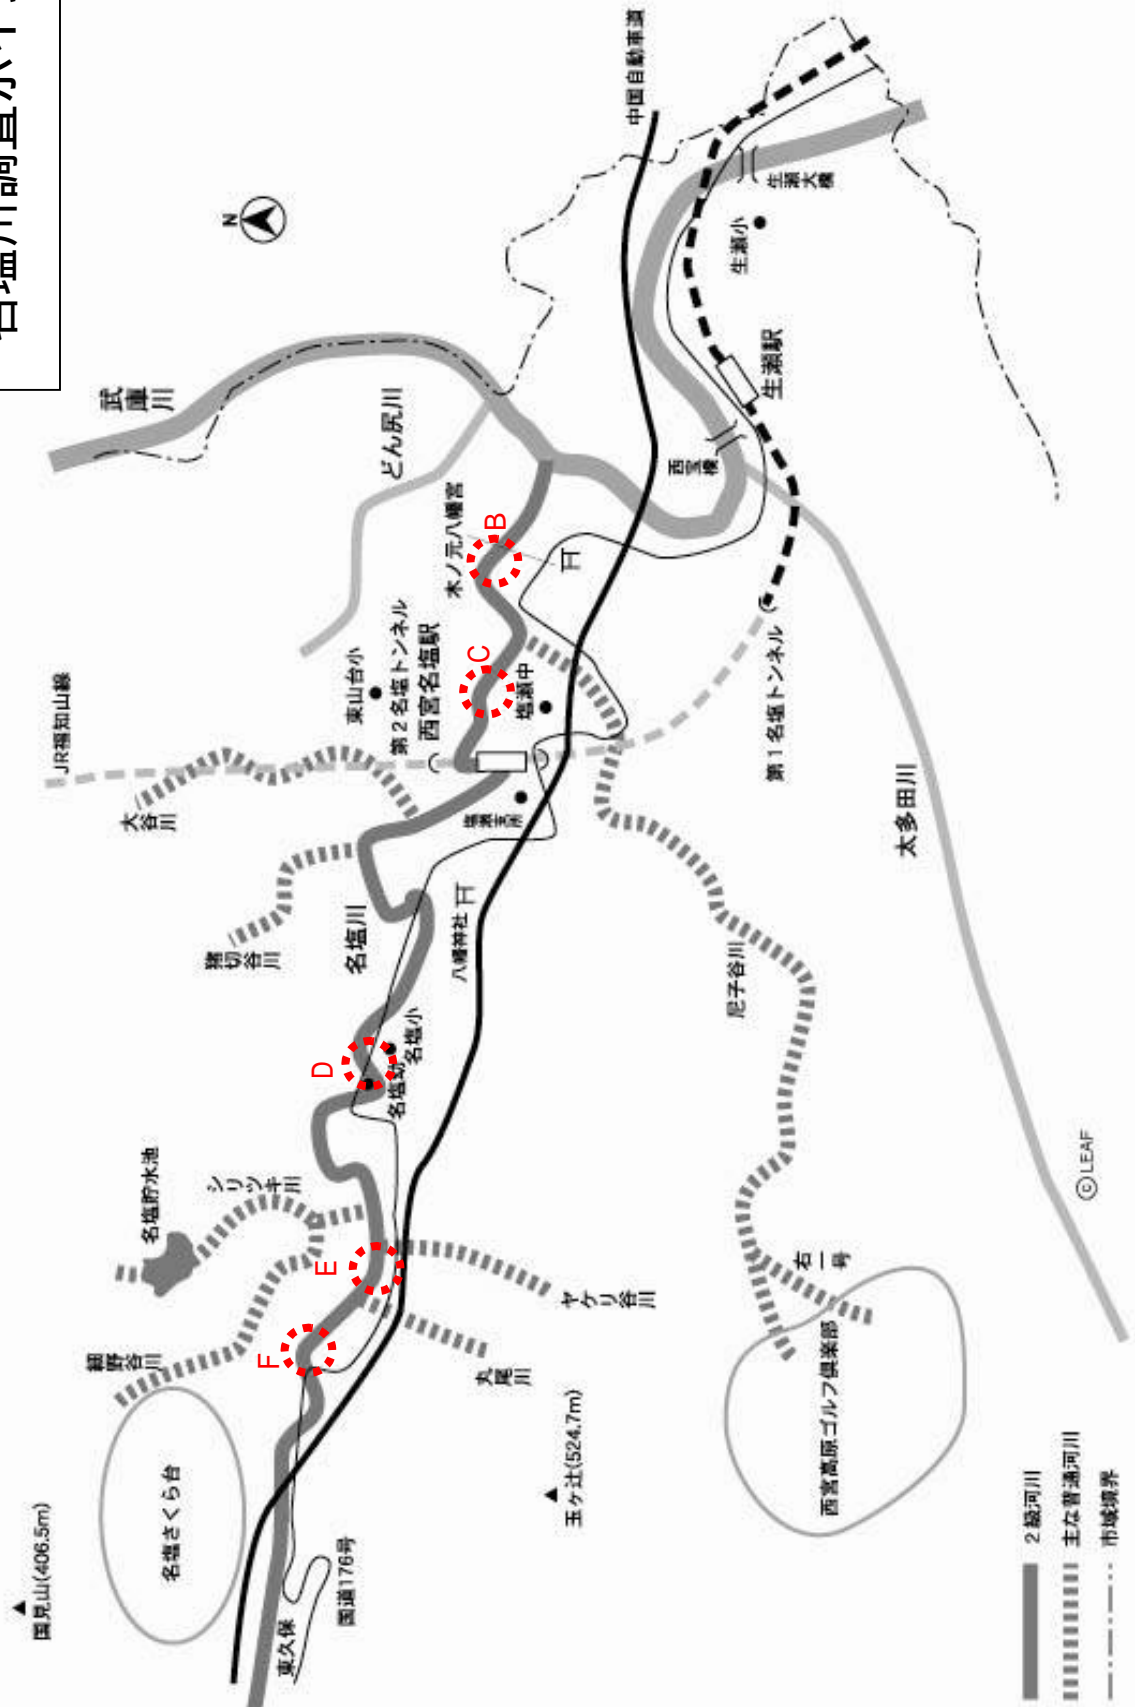 名塩川調査水
中国自動車道
N
武庫川
どん尻川
生瀬大橋
生瀬小
生瀬駅
西宝橋
木ノ元八幡宮
B
第2名塩トンネル
西宮名塩駅
C
塩瀬中
東山台小
JR福知山線
大谷川
第1名塩トンネル
太多田川
塩瀬支所
猪切谷川
名塩川
八幡神社
尼子谷川
D
名塩小
名塩幼
名塩貯水池
シリツキ川
E
ヤケリ谷川
右一号
F
細野谷川
丸尾川
西宮高原ゴルフ倶楽部
名塩さくら台
玉ヶ辻(524.7m)
国見山(406.5m)
国道176号
東久保
©LEAF
2級河川
主な普通河川
市域境界